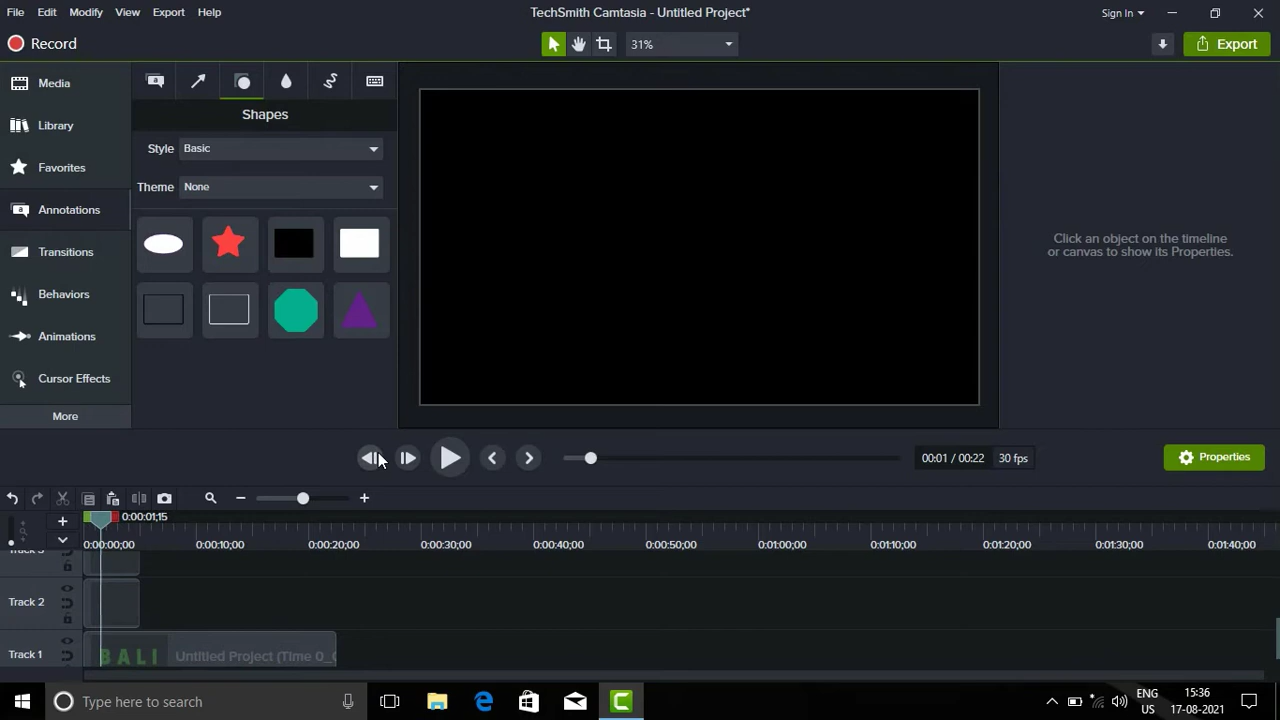 File Edit Modify View Export Help
TechSmith Camtasia - Untitled Project*
Sign In
Record
31%
Export
Media
Library
Favorites
Annotations
Transitions
Behaviors
Animations
Cursor Effects
More
Shapes
Style Basic
Theme None
Click an object on the timeline
or canvas to show its Properties.
00:01 / 00:22 30 fps
Properties
0:00:01;15
0:00:00;00 0:00:10;00 0:00:20;00 0:00:30;00 0:00:40;00 0:00:50;00 0:01:00;00 0:01:10;00 0:01:20;00 0:01:30;00 0:01:40;00
Track 3
Track 2
Track 1
BALI Untitled Project (Time 0_0
Type here to search
ENG
US
15:36
17-08-2021